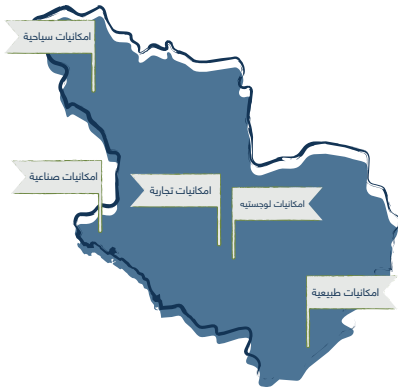 امكانيات سياحية
امكانيات صناعية
امكانيات تجارية
امكانيات لوجستيه
امكانيات طبيعية